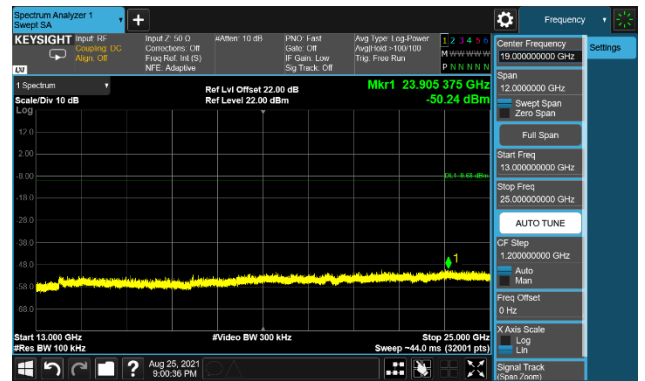 Spectrum Analyzer 1
Swept SA
Frequency
KEYSIGHT
Input: RF
Coupling: DC
Align: Off
Input Z: 50 Ω
Corrections: Off
Freq Ref: Int (S)
NFE: Adaptive
#Atten: 10 dB
PNO: Fast
Gate: Off
IF Gain: Low
Sig Track: Off
Avg Type: Log-Power
Avg|Hold >100/100
Trig: Free Run
1 2 3 4 5 6
M W W W W W
P N N N N N
LXI
1 Spectrum
Scale/Div 10 dB
Log
Ref Lvl Offset 22.00 dB
Ref Level 22.00 dBm
Mkr1 23.905 375 GHz
-50.24 dBm
12.0
2.00
-8.00
-18.0
-28.0
-38.0
-48.0
-58.0
-68.0
1
Start 13.000 GHz
#Res BW 100 kHz
#Video BW 300 kHz
Stop 25.000 GHz
Sweep ~44.0 ms (32001 pts)
Aug 25, 2021
9:00:36 PM
?
Center Frequency
19.000000000 GHz
Settings
Span
12.0000000 GHz
Swept Span
Zero Span
Full Span
Start Freq
13.000000000 GHz
Stop Freq
25.000000000 GHz
AUTO TUNE
CF Step
1.200000000 GHz
Auto
Man
Freq Offset
0 Hz
X Axis Scale
Log
Lin
Signal Track
(Span Zoom)